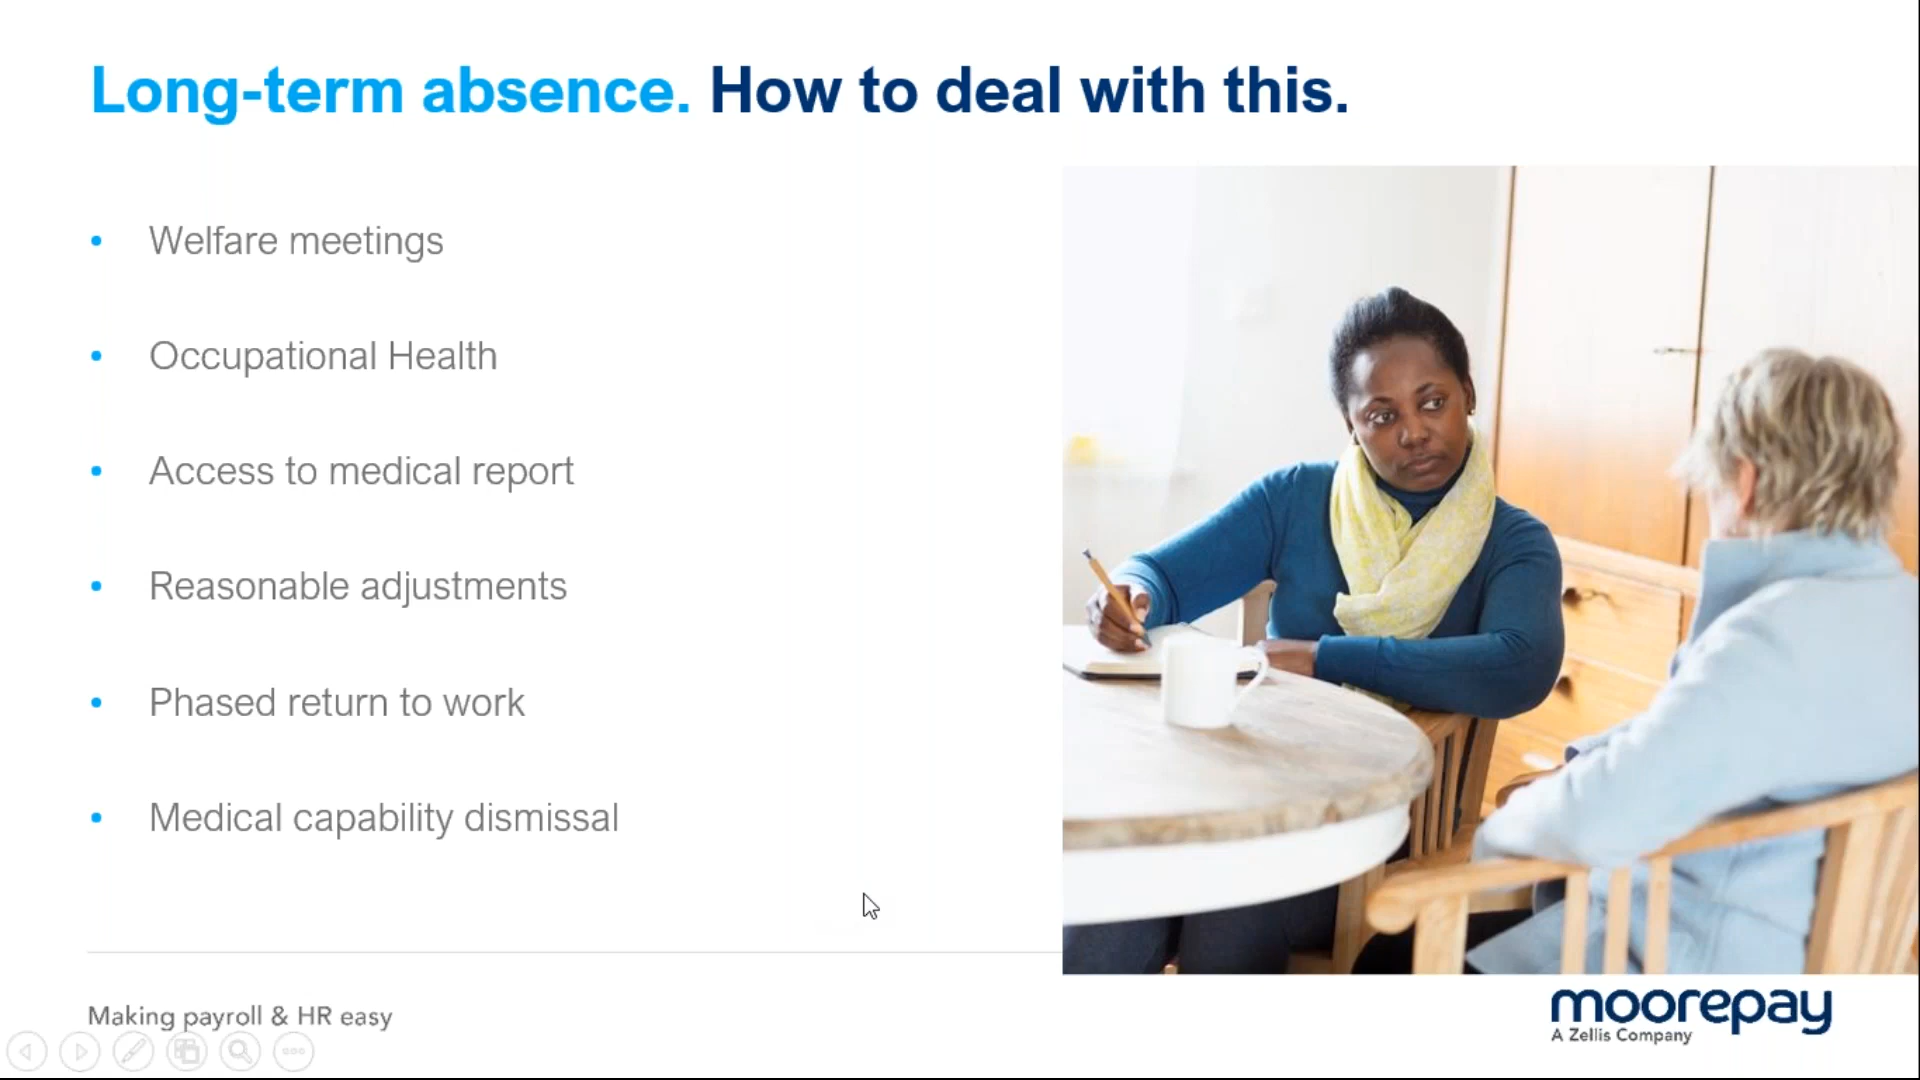 Long-term absence. How to deal with this.
• Welfare meetings
• Occupational Health
• Access to medical report
• Reasonable adjustments
• Phased return to work
• Medical capability dismissal
Making payroll & HR easy
moorepay
A Zellis Company